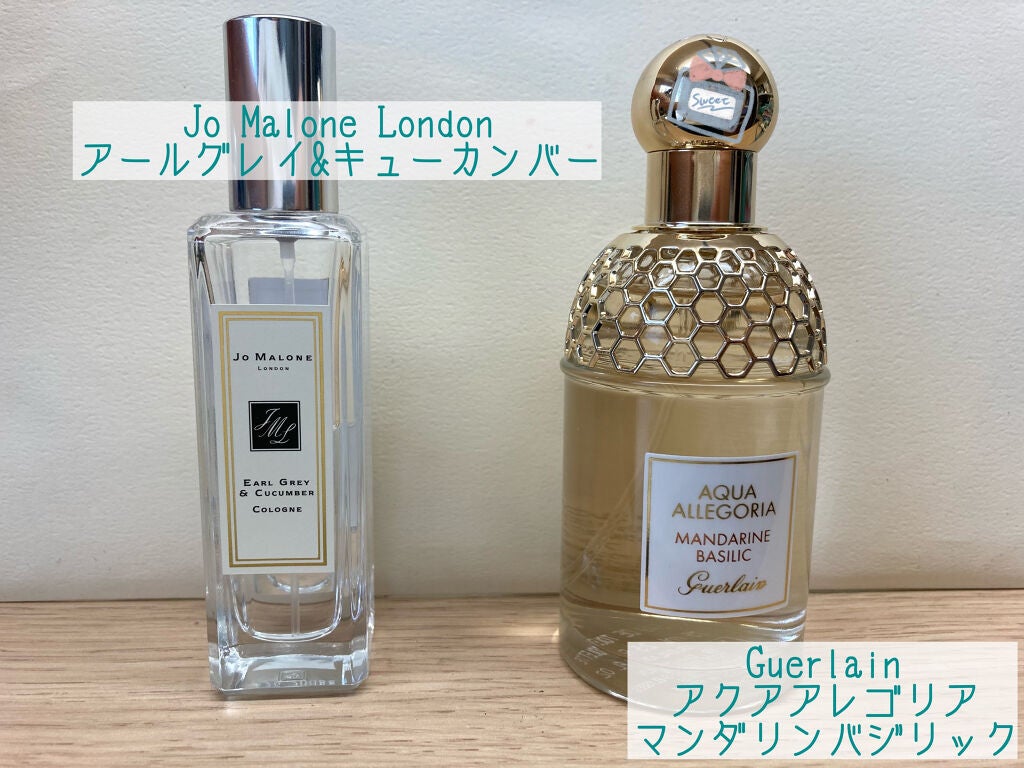 Jo Malone London
アールグレイ&キューカンバー
Sweet
JO MALONE
LONDON
JML
EARL GREY
& CUCUMBER
COLOGNE
AQUA
ALLEGORIA
MANDARINE
BASILIC
Guerlain
Guerlain
アクアアレゴリア
マンダリンバジリック